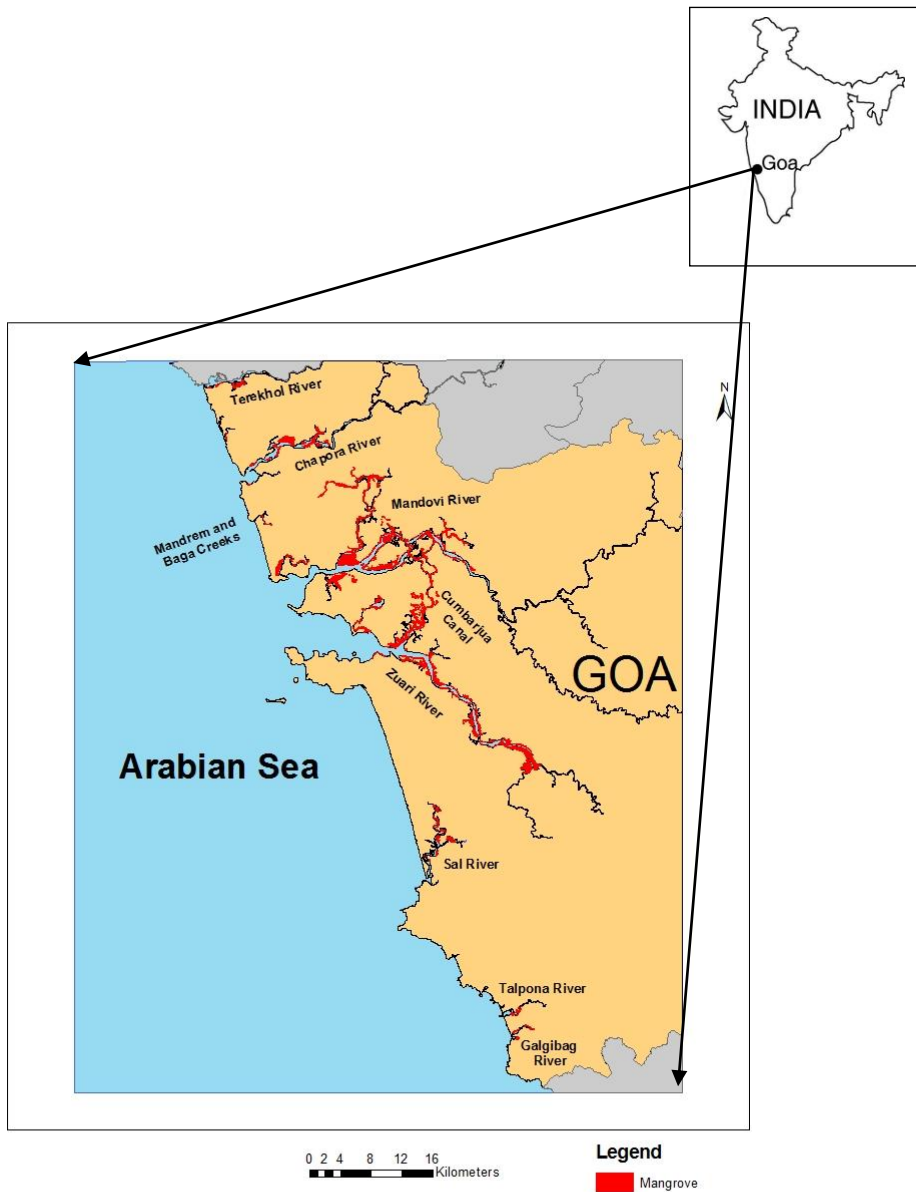 INDIA
Goa
N
Terekhol River
Chapora River
Mandovi River
Mandrem and
Baga Creeks
Cumbarjua
Canal
GOA
Zuari River
Arabian Sea
Sal River
Talpona River
Galgibag
River
0 2 4 8 12 16
Kilometers
Legend
Mangrove